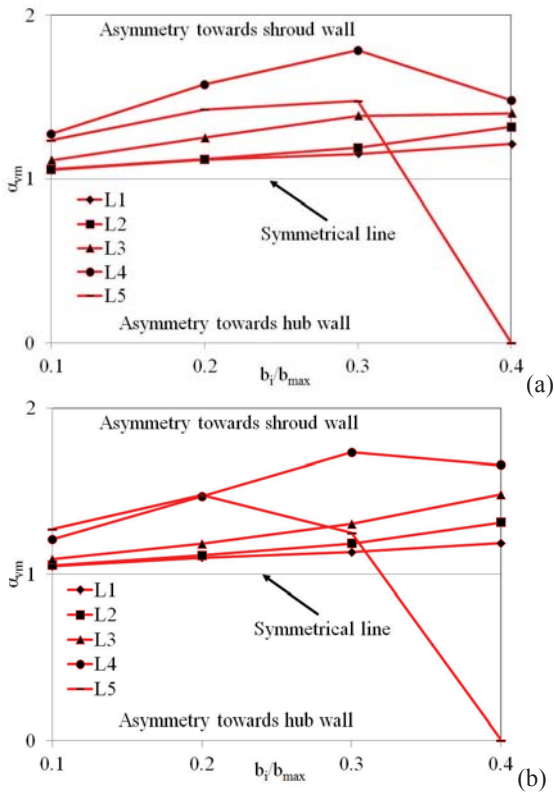 2
Asymmetry towards shroud wall
α_vm
1
L1
L2
L3
L4
L5
Symmetrical line
Asymmetry towards hub wall
0
0.1
0.2
0.3
0.4
b_i/b_max
(a)
2
Asymmetry towards shroud wall
α_vm
1
L1
L2
L3
L4
L5
Symmetrical line
Asymmetry towards hub wall
0
0.1
0.2
0.3
0.4
b_i/b_max
(b)